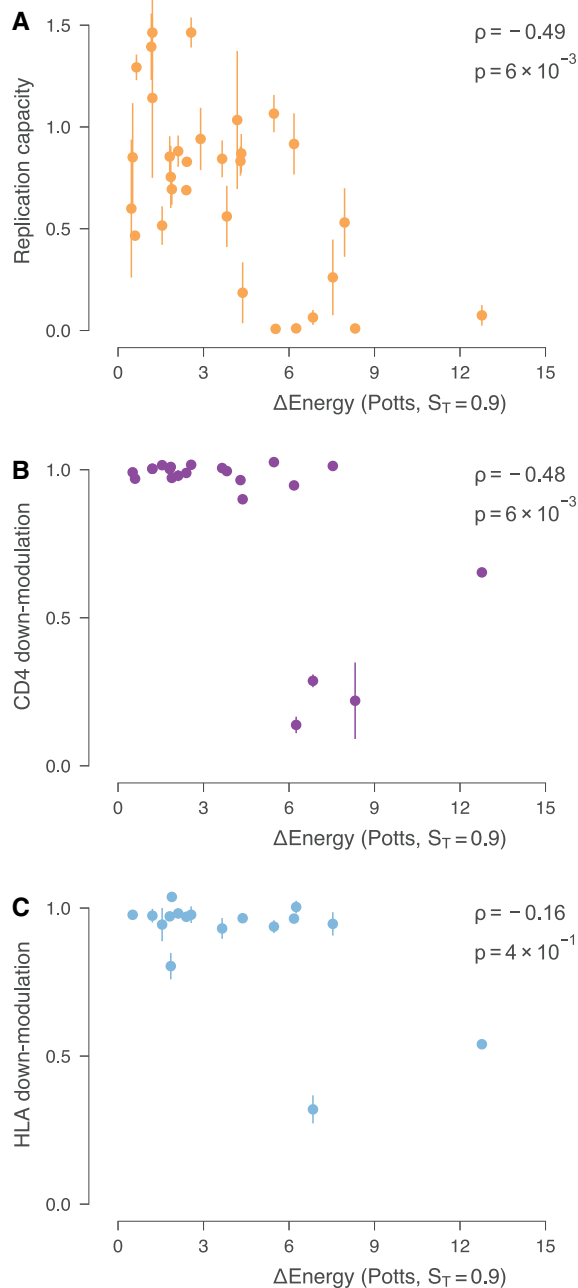 A
ρ = −0.49
p = 6 × 10⁻³
Replication capacity
1.5
1.0
0.5
0.0
0 3 6 9 12 15
ΔEnergy (Potts, S_T = 0.9)
B
ρ = −0.48
p = 6 × 10⁻³
CD4 down-modulation
1.0
0.5
0.0
0 3 6 9 12 15
ΔEnergy (Potts, S_T = 0.9)
C
ρ = −0.16
p = 4 × 10⁻¹
HLA down-modulation
1.0
0.5
0.0
0 3 6 9 12 15
ΔEnergy (Potts, S_T = 0.9)